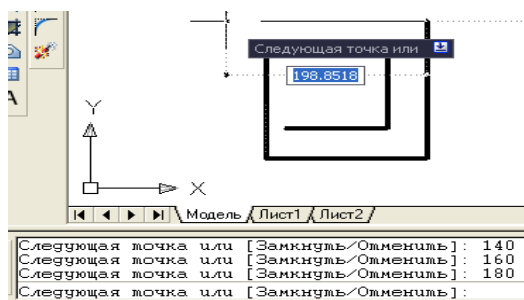 A
Следующая точка или
198.8518
Y
X
Модель Лист1 Лист2
Следующая точка или [Замкнуть/Отменить]: 140
Следующая точка или [Замкнуть/Отменить]: 160
Следующая точка или [Замкнуть/Отменить]: 180
Следующая точка или [Замкнуть/Отменить]: